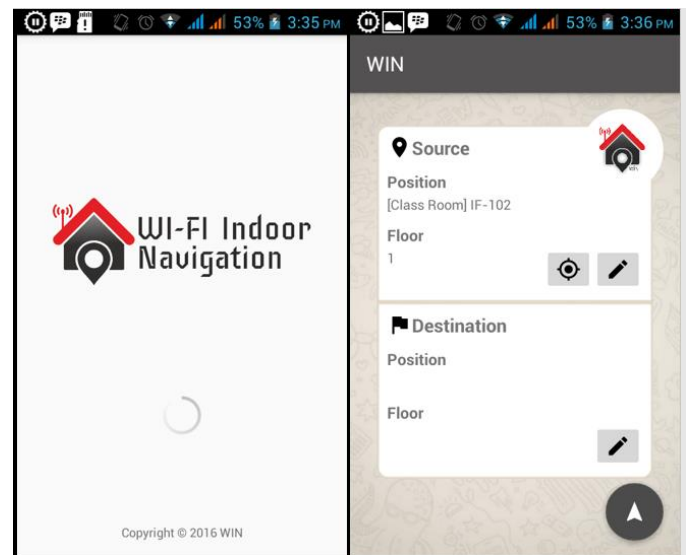 53% 3:35 PM
WI-FI Indoor
Navigation
Copyright © 2016 WIN
53% 3:36 PM
WIN
Source
Position
[Class Room] IF-102
Floor
1
Destination
Position
Floor